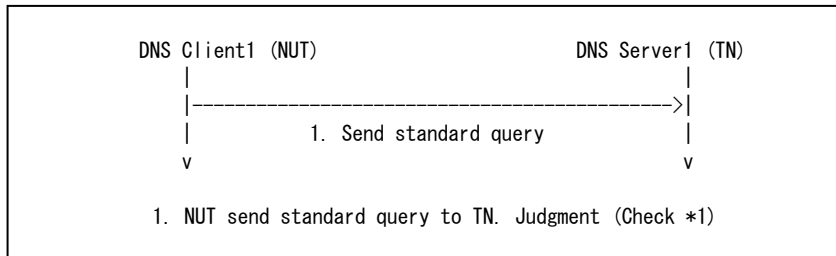 DNS Client1 (NUT) DNS Server1 (TN)
1. Send standard query
v v
1. NUT send standard query to TN. Judgment (Check *1)